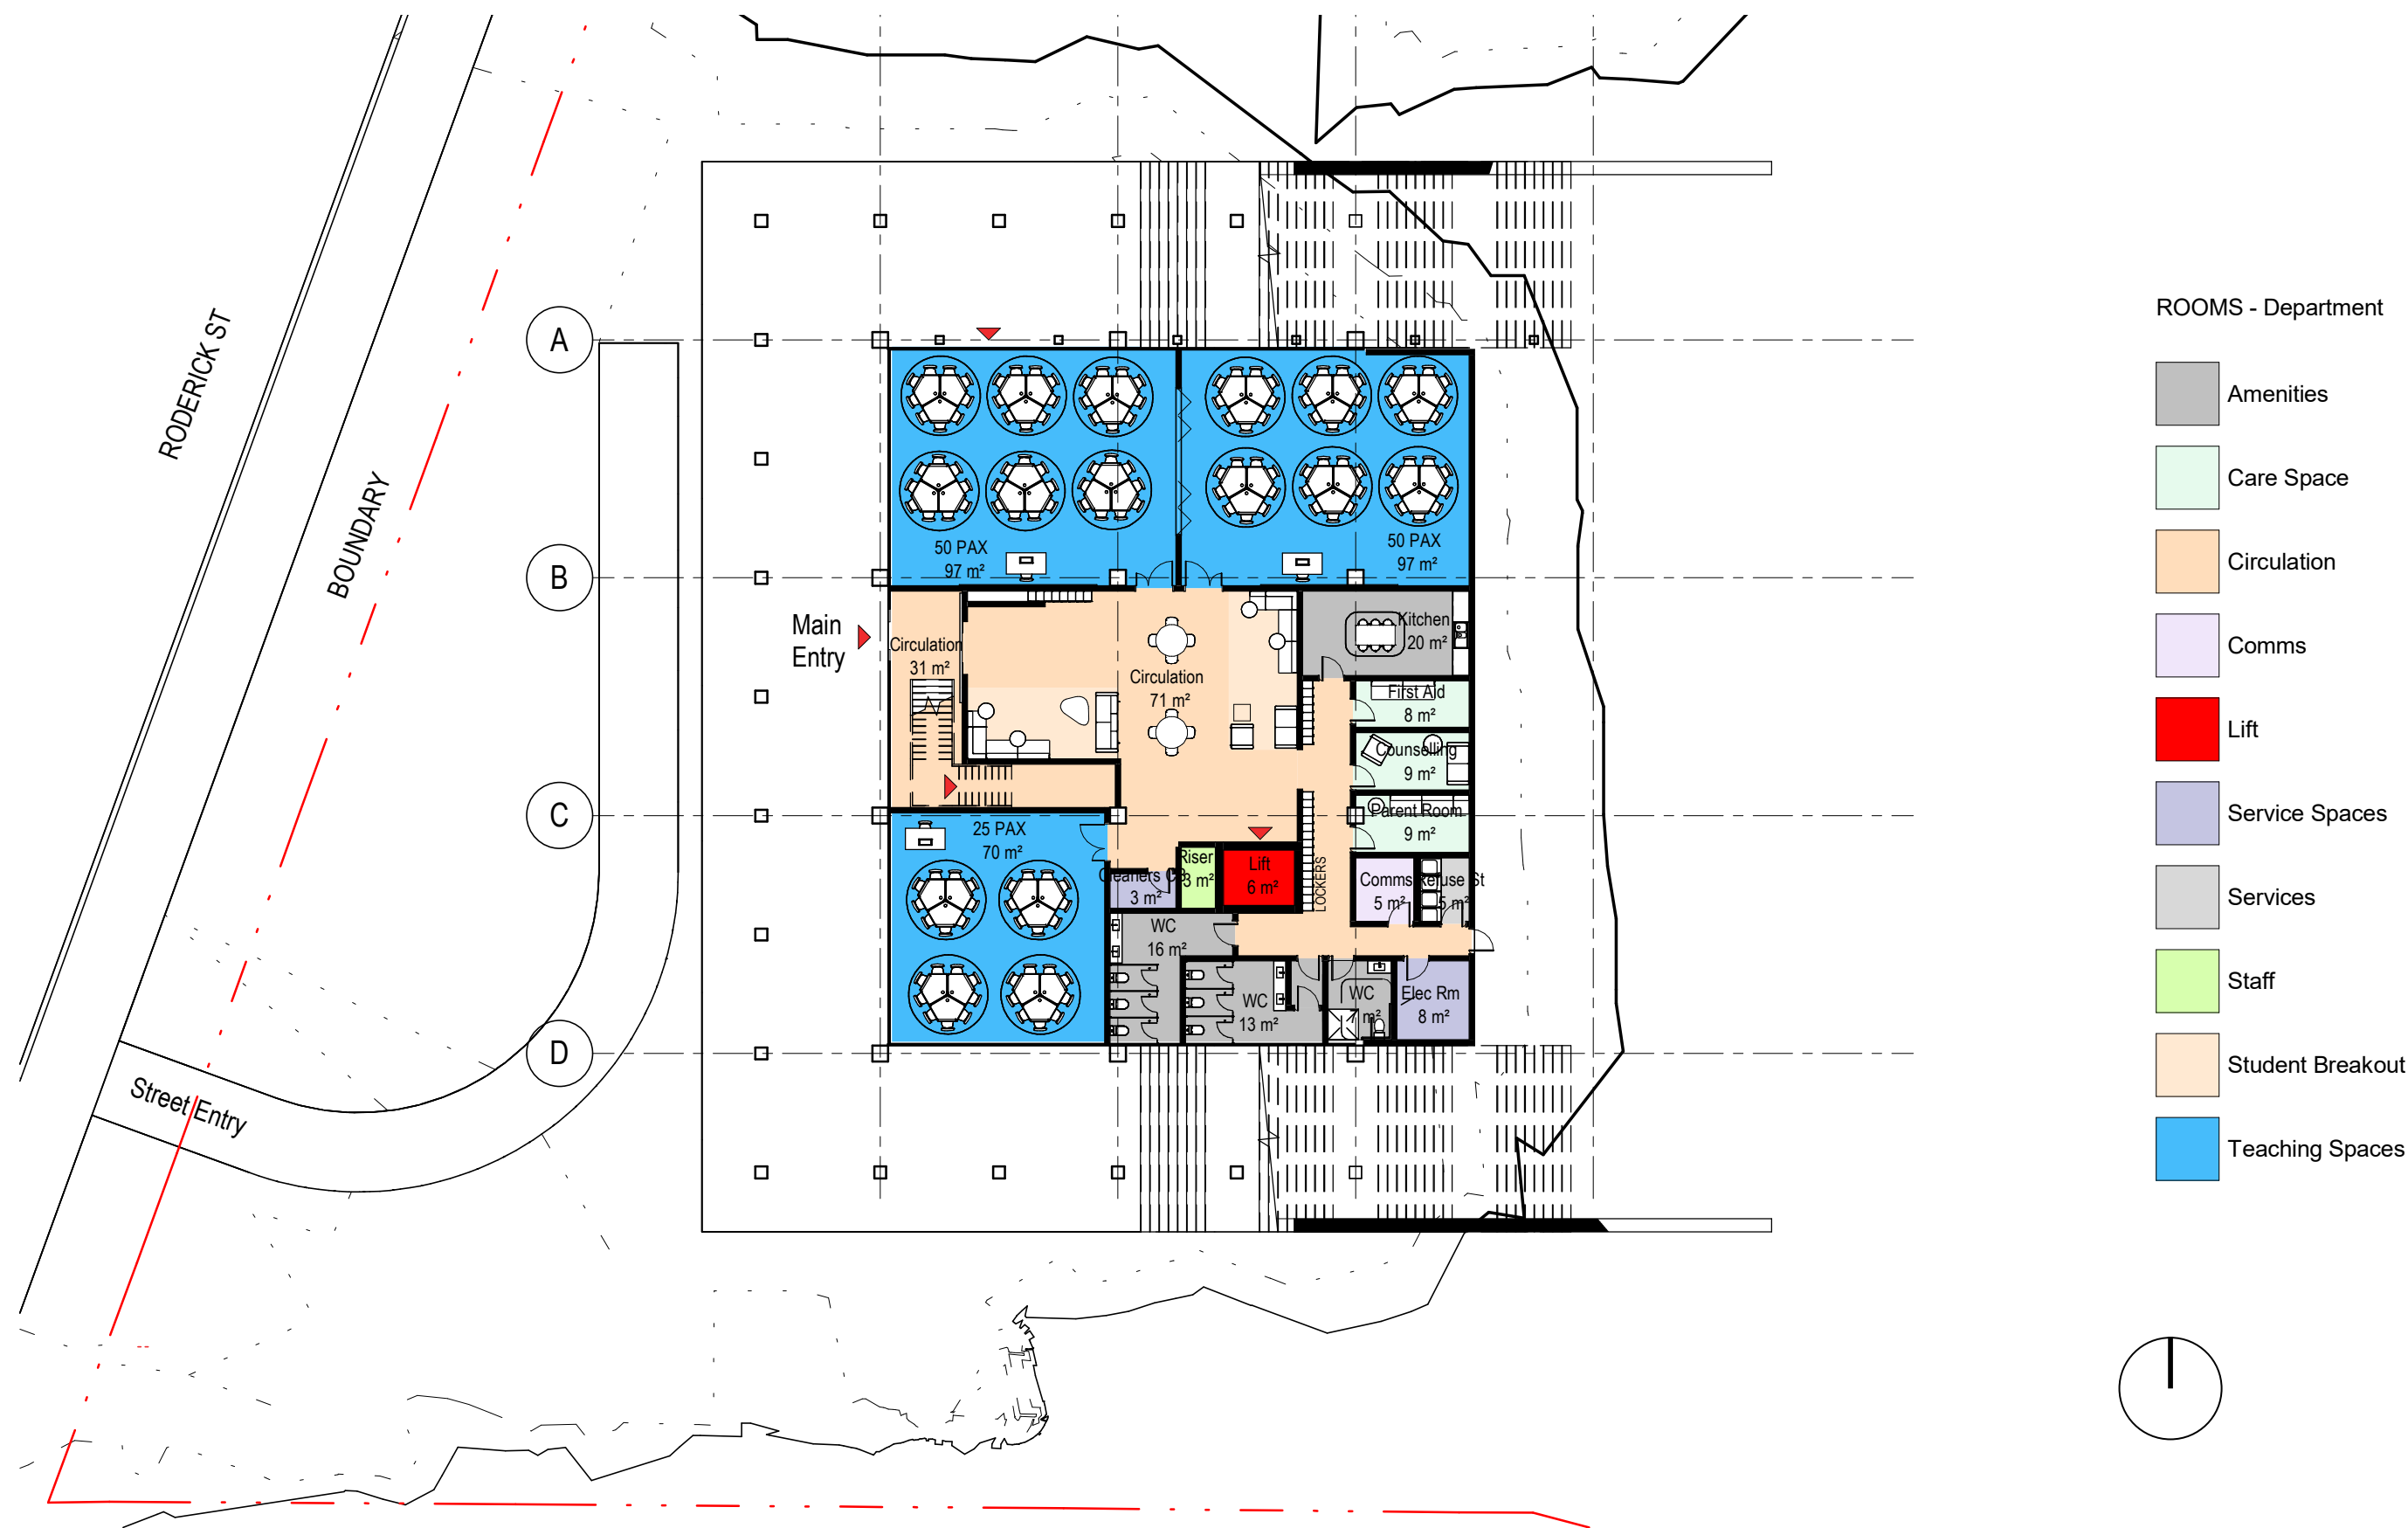 RODERICK ST
BOUNDARY
Street Entry
A
B
C
D
Main
Entry
50 PAX
97 m²
50 PAX
97 m²
Circulation
31 m²
Circulation
71 m²
Kitchen
20 m²
First Aid
8 m²
Counselling
9 m²
Parent Room
9 m²
25 PAX
70 m²
Riser
3 m²
Lift
6 m²
LOCKERS
Comms
5 m²
Refuse St
5 m²
Cleaners
3 m²
WC
16 m²
WC
13 m²
WC
7 m²
Elec Rm
8 m²
ROOMS - Department
Amenities
Care Space
Circulation
Comms
Lift
Service Spaces
Services
Staff
Student Breakout
Teaching Spaces